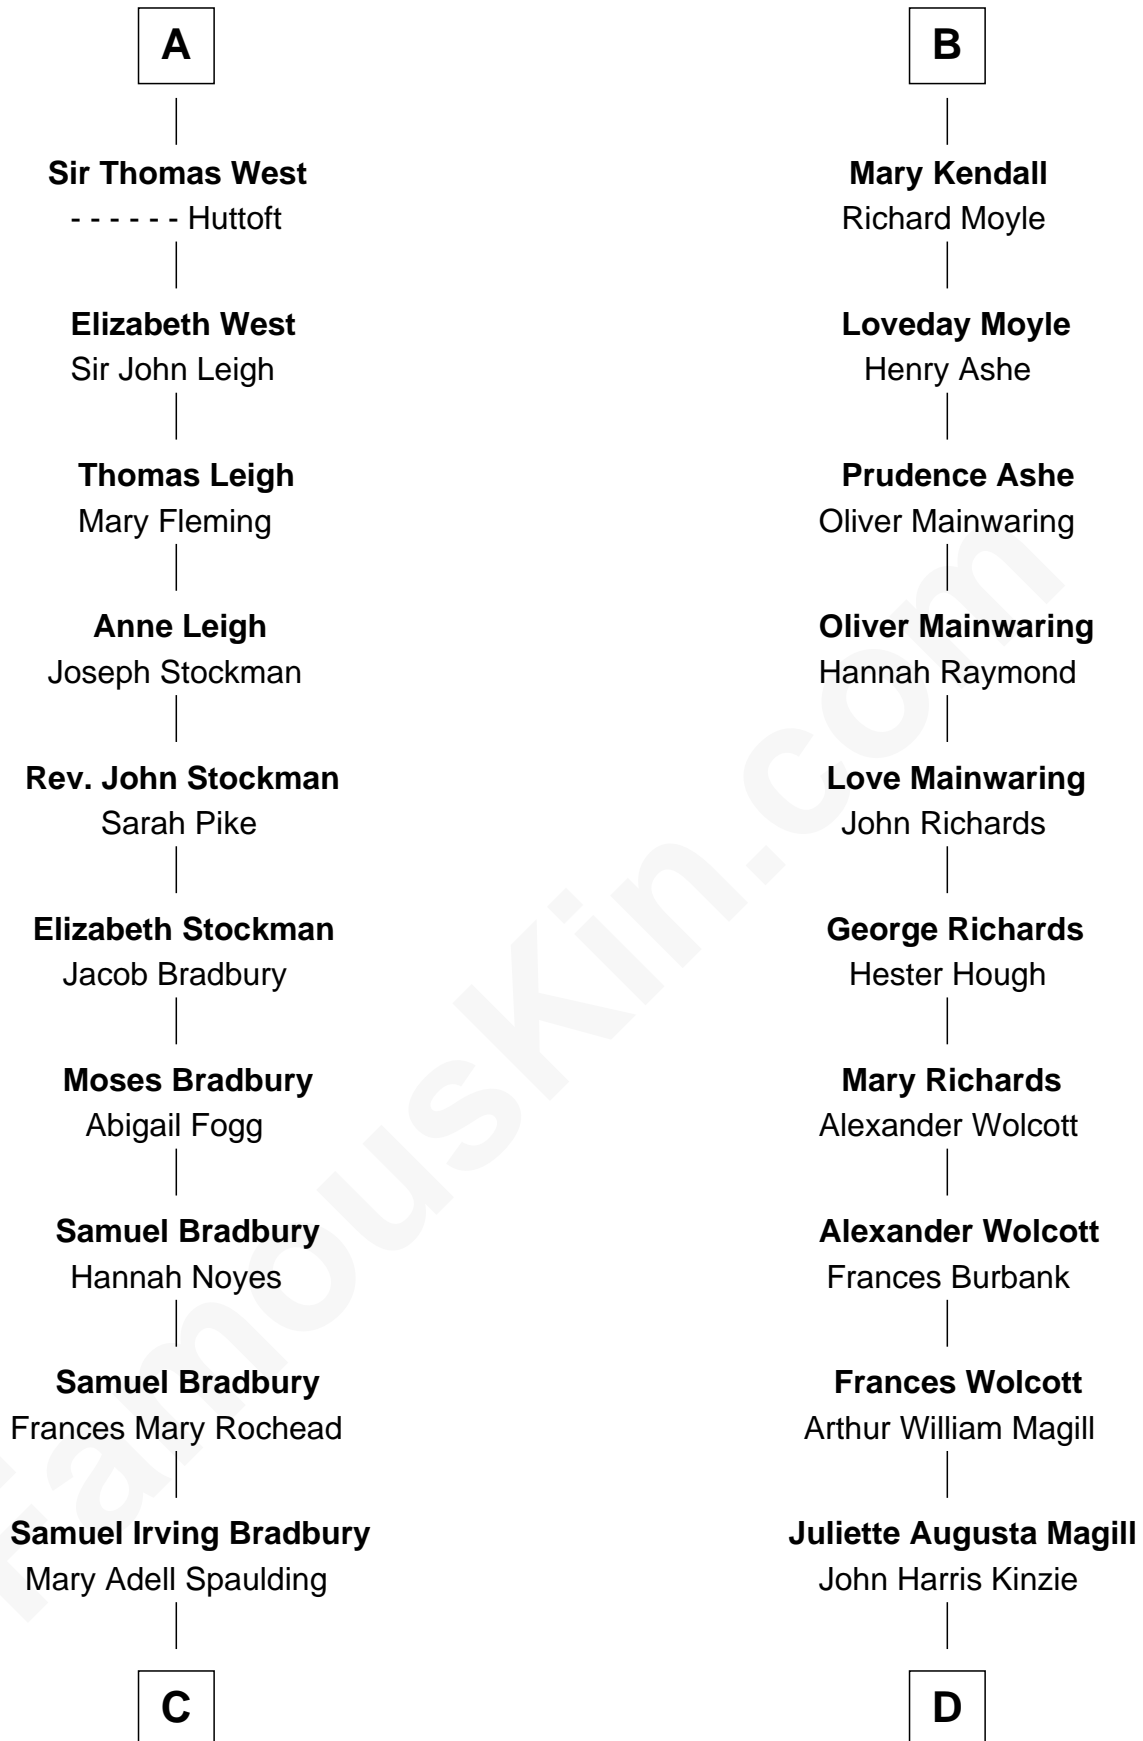 A
Sir Thomas West
- - - - - - Huttoft
Elizabeth West
Sir John Leigh
Thomas Leigh
Mary Fleming
Anne Leigh
Joseph Stockman
Rev. John Stockman
Sarah Pike
Elizabeth Stockman
Jacob Bradbury
Moses Bradbury
Abigail Fogg
Samuel Bradbury
Hannah Noyes
Samuel Bradbury
Frances Mary Rochead
Samuel Irving Bradbury
Mary Adell Spaulding
C
B
Mary Kendall
Richard Moyle
Loveday Moyle
Henry Ashe
Prudence Ashe
Oliver Mainwaring
Oliver Mainwaring
Hannah Raymond
Love Mainwaring
John Richards
George Richards
Hester Hough
Mary Richards
Alexander Wolcott
Alexander Wolcott
Frances Burbank
Frances Wolcott
Arthur William Magill
Juliette Augusta Magill
John Harris Kinzie
D
FamousKin.com